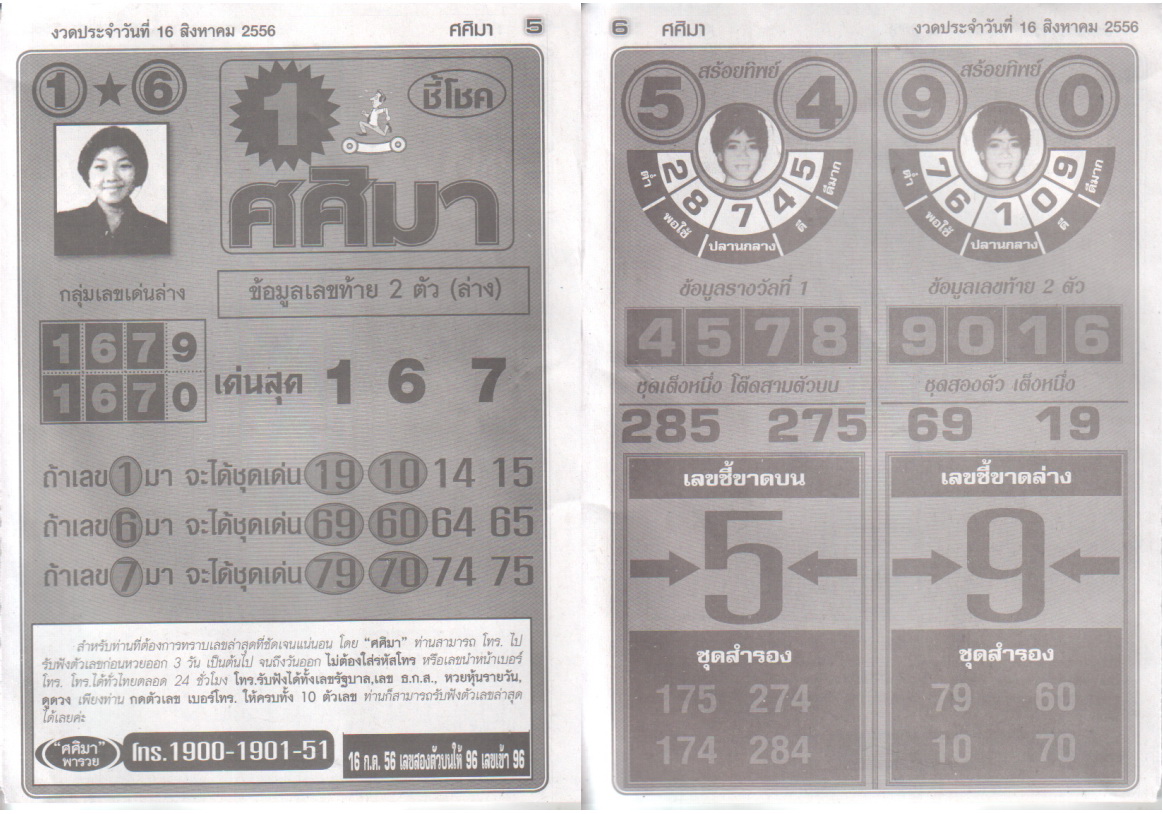 งวดประจำวันที่ 16 สิงหาคม 2556 ศศิมา 5
1 ★ 6
1 ชี้โชค
ศศิมา
กลุ่มเลขเด่นล่าง
ข้อมูลเลขท้าย 2 ตัว (ล่าง)
1 6 7 9
1 6 7 0
เด่นสุด 1 6 7
ถ้าเลข 1 มา จะได้ชุดเด่น 19 10 14 15
ถ้าเลข 6 มา จะได้ชุดเด่น 69 60 64 65
ถ้าเลข 7 มา จะได้ชุดเด่น 79 70 74 75
สำหรับท่านที่ต้องการทราบเลขล่าสุดที่ชัดเจนแน่นอน โดย "ศศิมา" ท่านสามารถ โทร. ไป
รับฟังตัวเลขก่อนหวยออก 3 วัน เป็นต้นไป จนถึงวันออก ไม่ต้องใส่รหัสโทร หรือเลขนำหน้าเบอร์
โทร. โทร.ได้ทั่วไทยตลอด 24 ชั่วโมง โทร.รับฟังได้ทั้งเลขรัฐบาล,เลข ธ.ก.ส., หวยหุ้นรายวัน,
ดูดวง เพียงท่าน กดตัวเลข เบอร์โทร. ให้ครบทั้ง 10 ตัวเลข ท่านก็สามารถรับฟังตัวเลขล่าสุด
ได้เลยค่ะ
"ศศิมา"
พารวย
โทร.1900-1901-51
16 ก.ค. 56 เลขสองตัวบนให้ 96 เลขเข้า 96
6 ศศิมา งวดประจำวันที่ 16 สิงหาคม 2556
สร้อยทิพย์
5 4
2 8 7 4 5
ต่ำ พอใช้ ปลานกลาง ดี ดีมาก
ข้อมูลรางวัลที่ 1
4 5 7 8
ชุดเต็งหนึ่ง โต๊ดสามตัวบน
285 275
เลขชี้ขาดบน
5
ชุดสำรอง
175 274
174 284
สร้อยทิพย์
9 0
7 6 1 0 9
ต่ำ พอใช้ ปลานกลาง ดี ดีมาก
ข้อมูลเลขท้าย 2 ตัว
9 0 1 6
ชุดสองตัว เต็งหนึ่ง
69 19
เลขชี้ขาดล่าง
9
ชุดสำรอง
79 60
10 70